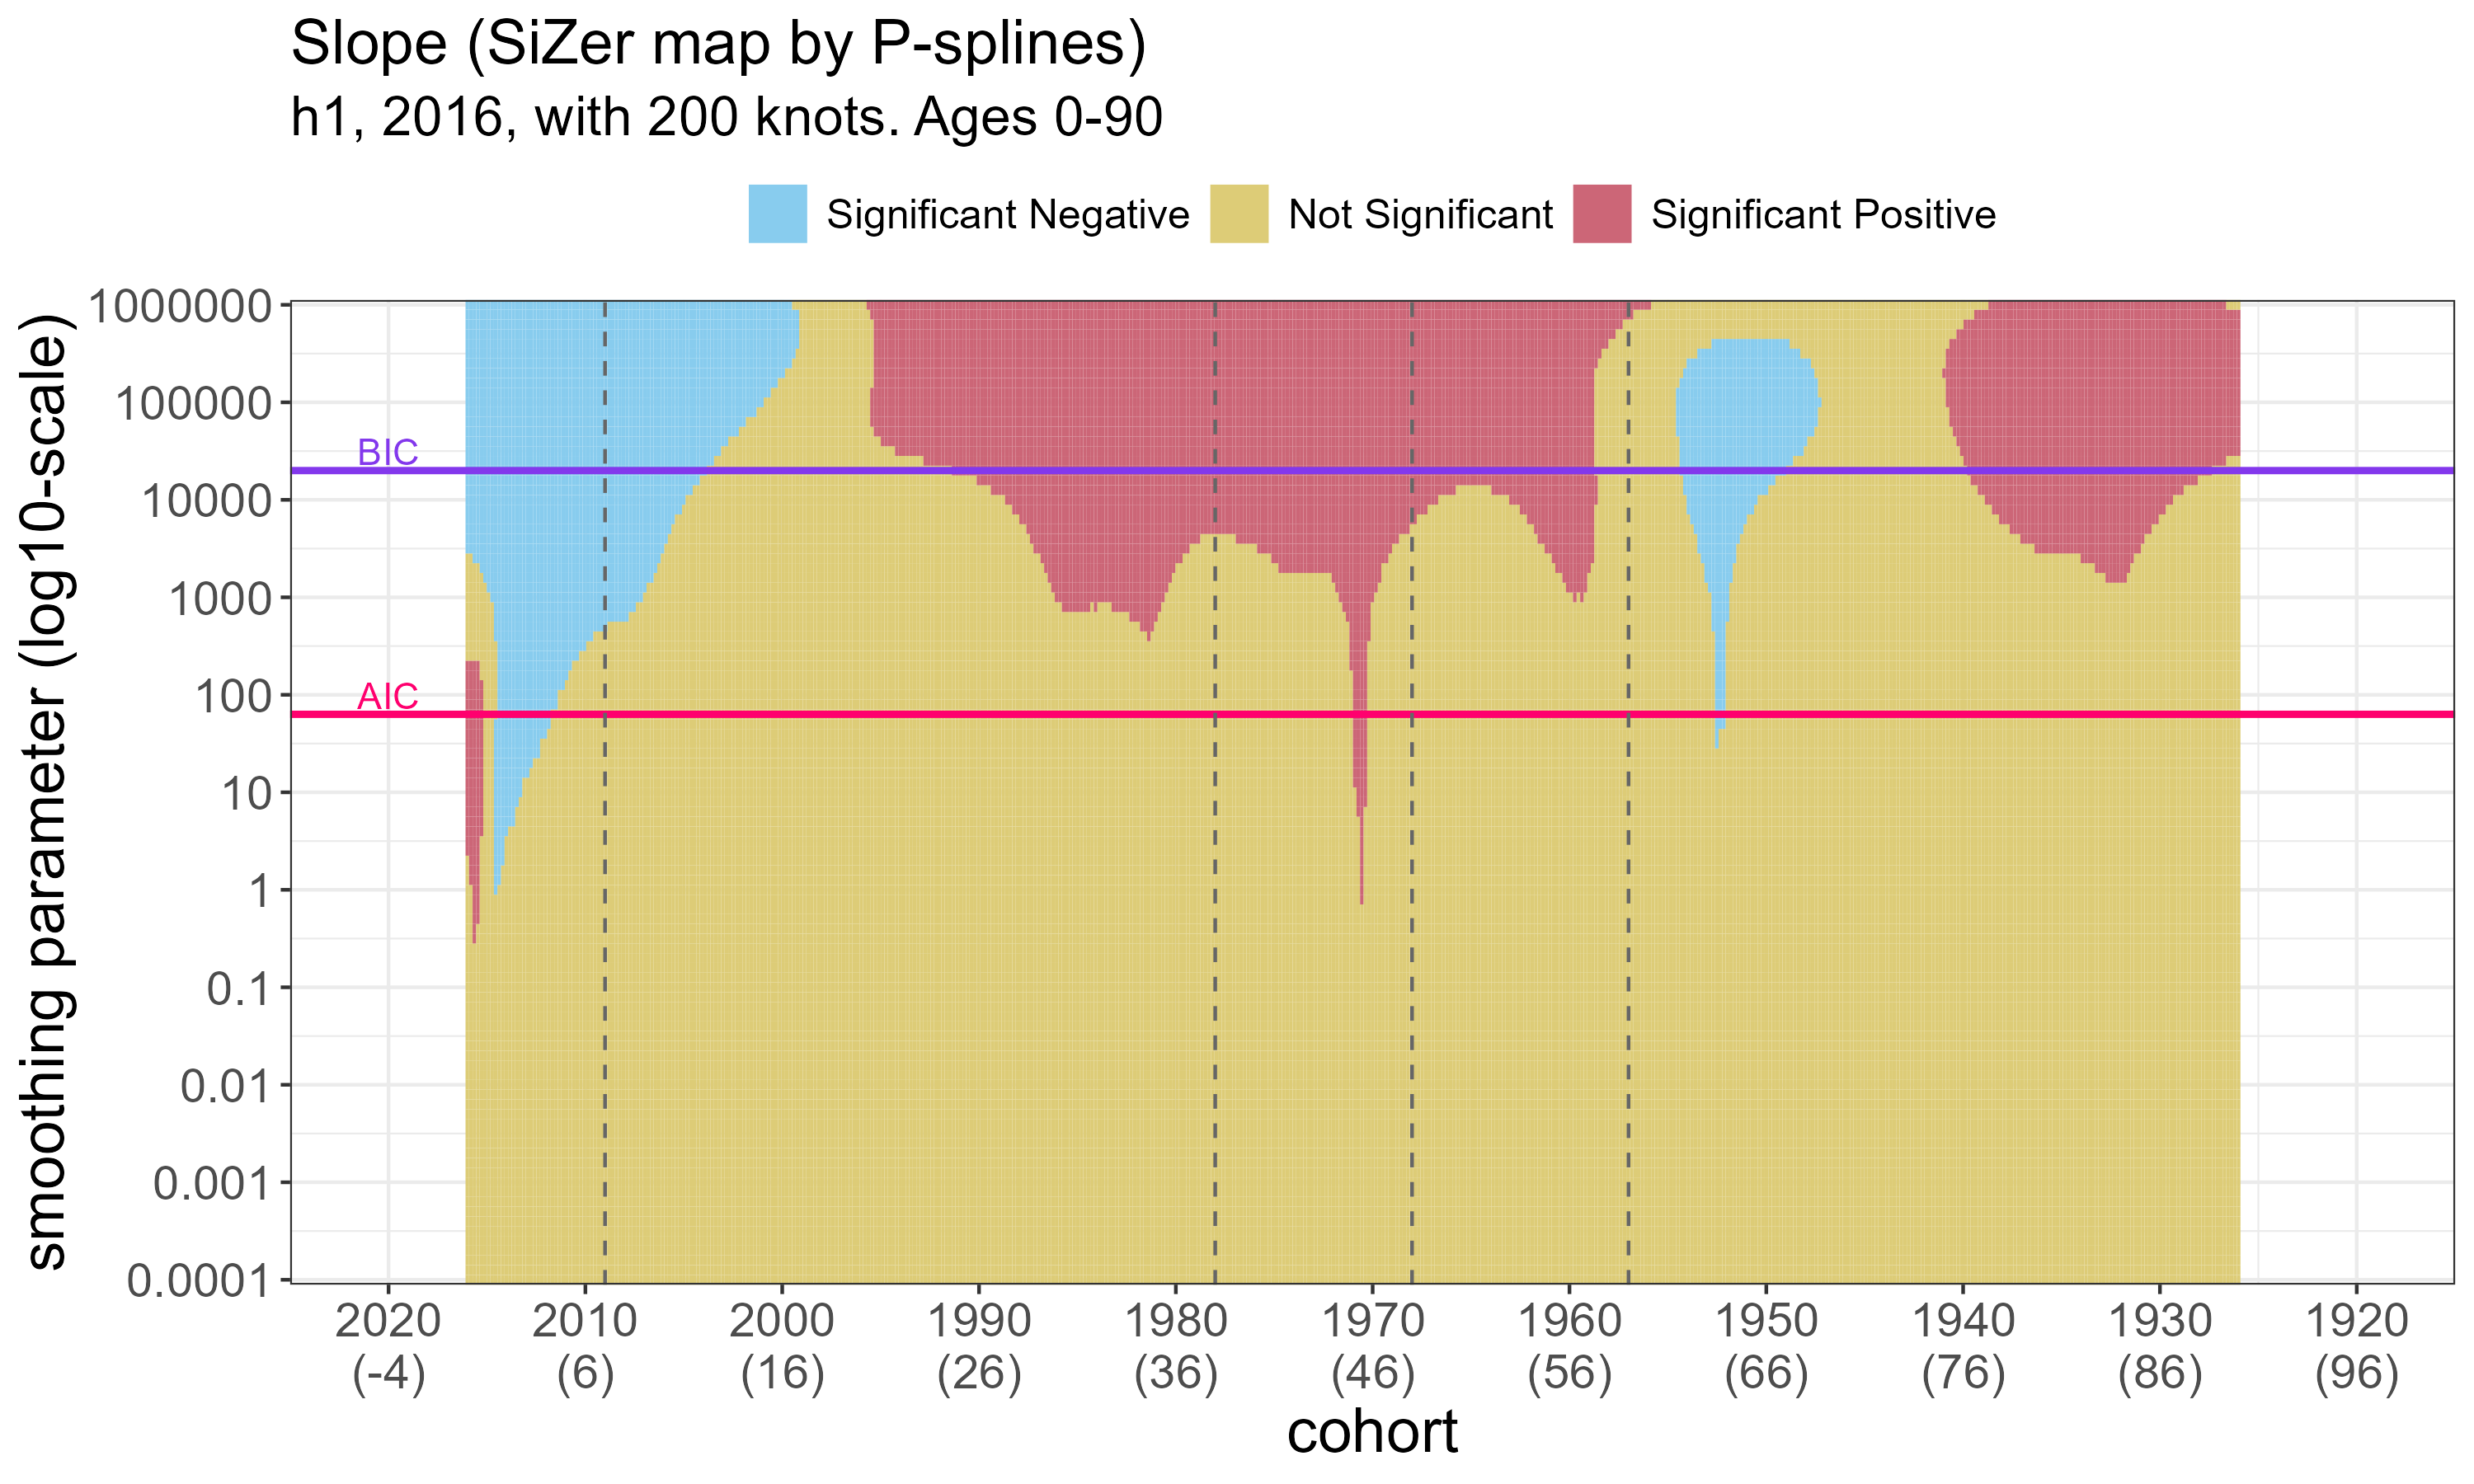 Slope (SiZer map by P-splines)
h1, 2016, with 200 knots. Ages 0-90
Significant Negative Not Significant Significant Positive
smoothing parameter (log10-scale)
1000000
100000
BIC
10000
1000
100
AIC
10
1
0.1
0.01
0.001
0.0001
2020 2010 2000 1990 1980 1970 1960 1950 1940 1930 1920
(-4) (6) (16) (26) (36) (46) (56) (66) (76) (86) (96)
cohort